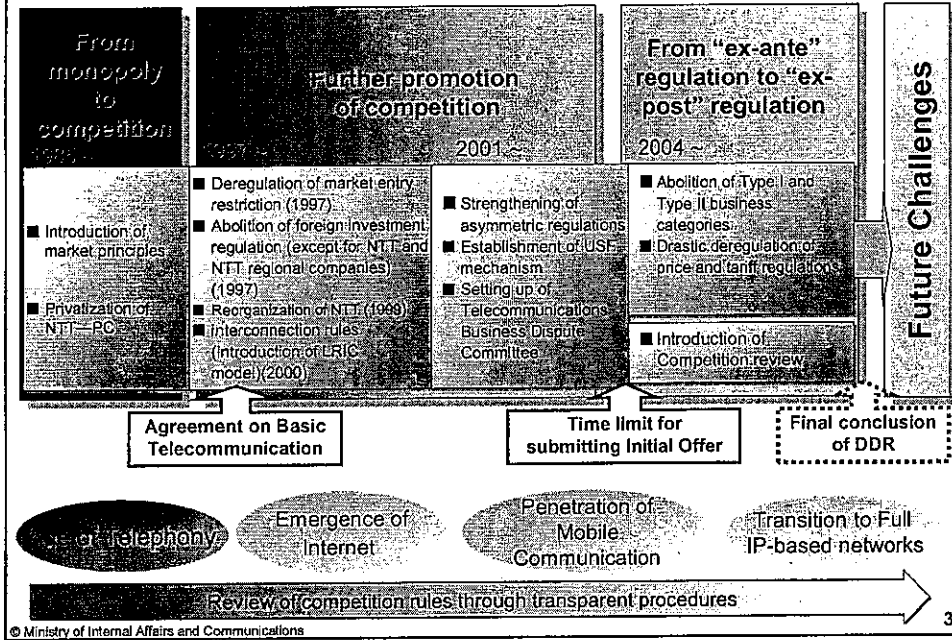 From
monopoly
to
competition
1985 ~
Further promotion
of competition
1997 ~
2001 ~
From “ex-ante”
regulation to “ex-
post” regulation
2004 ~
Future Challenges
■ Introduction of
market principles
■ Privatization of
NTT-PC
■ Deregulation of market entry
restriction (1997)
■ Abolition of foreign investment
regulation (except for NTT and
NTT regional companies)
(1997)
■ Reorganization of NTT (1999)
■ Interconnection rules
(introduction of LRIC
model)(2000)
■ Strengthening of
asymmetric regulations
■ Establishment of USF
mechanism
■ Setting up of
Telecommunications
Business Dispute
Committee
■ Abolition of Type I and
Type II business
categories
■ Drastic deregulation of
price and tariff regulations
■ Introduction of
Competition review
Agreement on Basic
Telecommunication
Time limit for
submitting Initial Offer
Final conclusion
of DDR
of Telephony
Emergence of
Internet
Penetration of
Mobile
Communication
Transition to Full
IP-based networks
Review of competition rules through transparent procedures
© Ministry of Internal Affairs and Communications
3